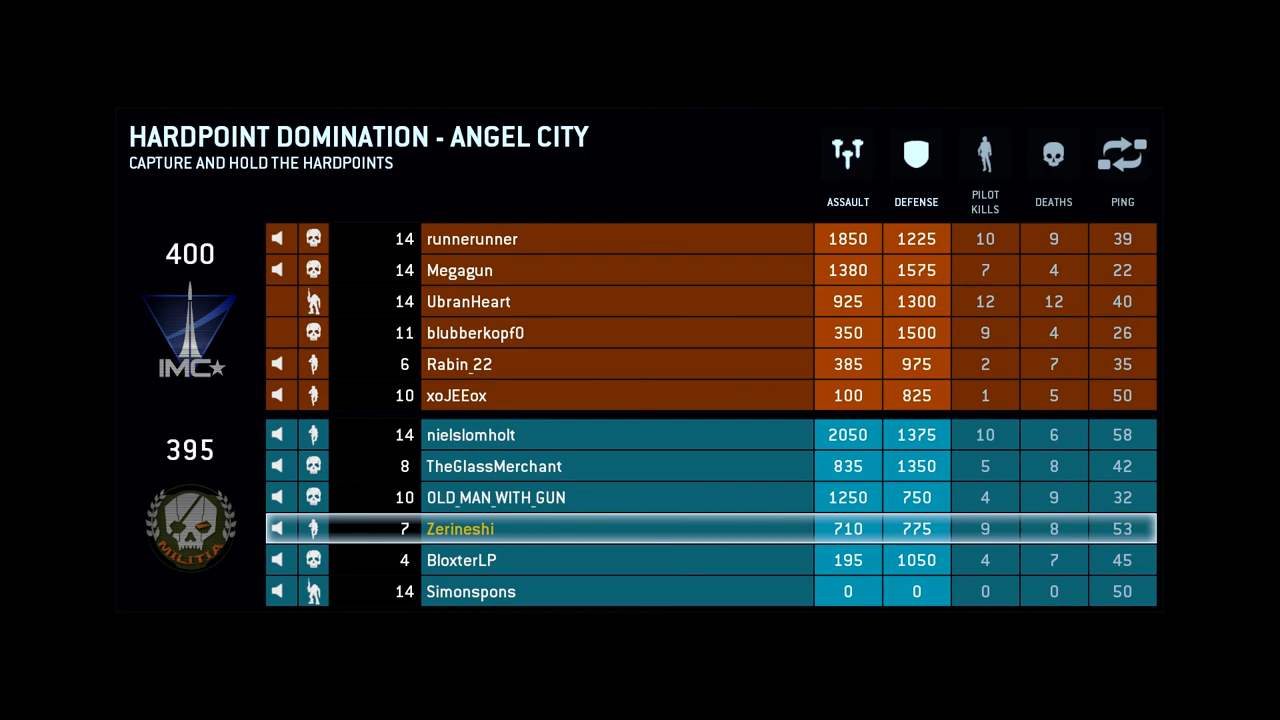 HARDPOINT DOMINATION - ANGEL CITY
CAPTURE AND HOLD THE HARDPOINTS
ASSAULT DEFENSE PILOT KILLS DEATHS PING
400
IMC
14 runnerunner 1850 1225 10 9 39
14 Megagun 1380 1575 7 4 22
14 UbranHeart 925 1300 12 12 40
11 blubberkopf0 350 1500 9 4 26
6 Rabin_22 385 975 2 7 35
10 xoJEEox 100 825 1 5 50
395
MILITIA
14 nielslomholt 2050 1375 10 6 58
8 TheGlassMerchant 835 1350 5 8 42
10 OLD_MAN_WITH_GUN 1250 750 4 9 32
7 Zerineshi 710 775 9 8 53
4 BloxterLP 195 1050 4 7 45
14 Simonspons 0 0 0 0 50